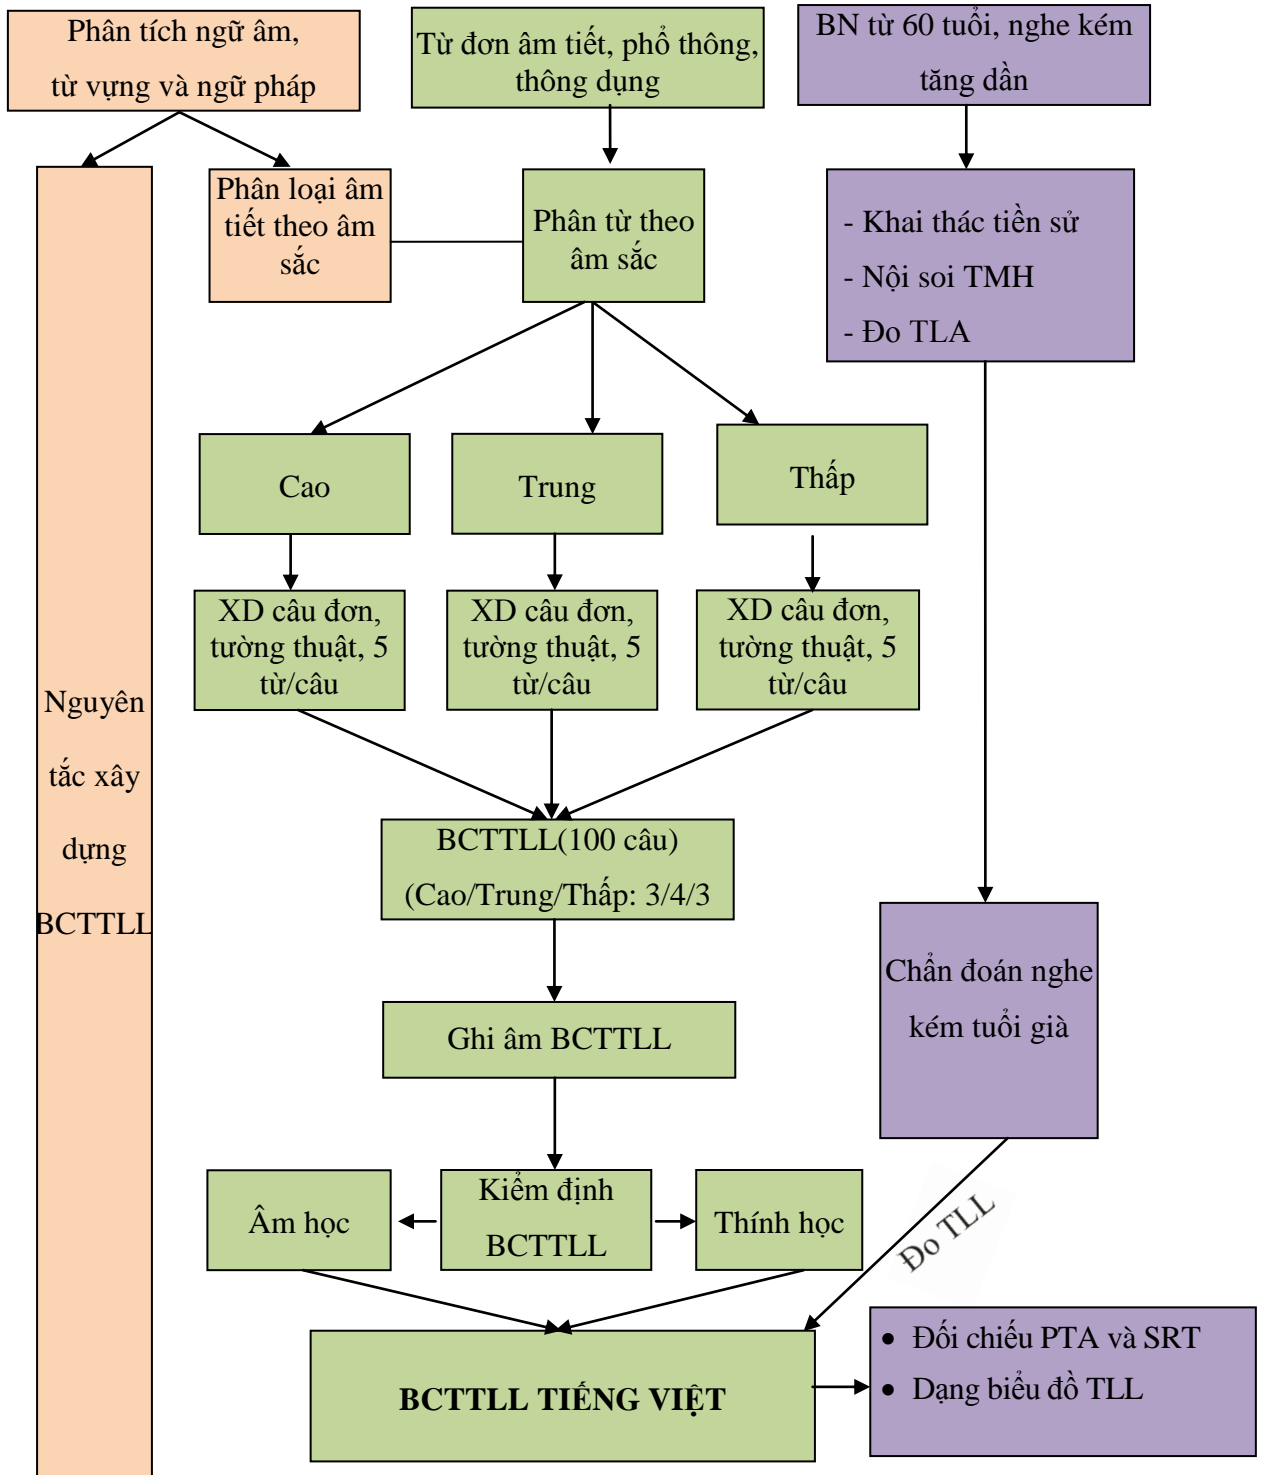 Phân tích ngữ âm,
từ vựng và ngữ pháp
Từ đơn âm tiết, phổ thông,
thông dụng
BN từ 60 tuổi, nghe kém
tăng dần
Phân loại âm
tiết theo âm
sắc
Phân từ theo
âm sắc
- Khai thác tiền sử
- Nội soi TMH
- Đo TLA
Cao
Trung
Thấp
XD câu đơn,
tường thuật, 5
từ/câu
XD câu đơn,
tường thuật, 5
từ/câu
XD câu đơn,
tường thuật, 5
từ/câu
Nguyên
tắc xây
dựng
BCTTLL
BCTTLL(100 câu)
(Cao/Trung/Thấp: 3/4/3
Chẩn đoán nghe
kém tuổi già
Ghi âm BCTTLL
Âm học
Kiểm định
BCTTLL
Thính học
Đo TLL
BCTTLL TIẾNG VIỆT
• Đối chiếu PTA và SRT
• Dạng biểu đồ TLL